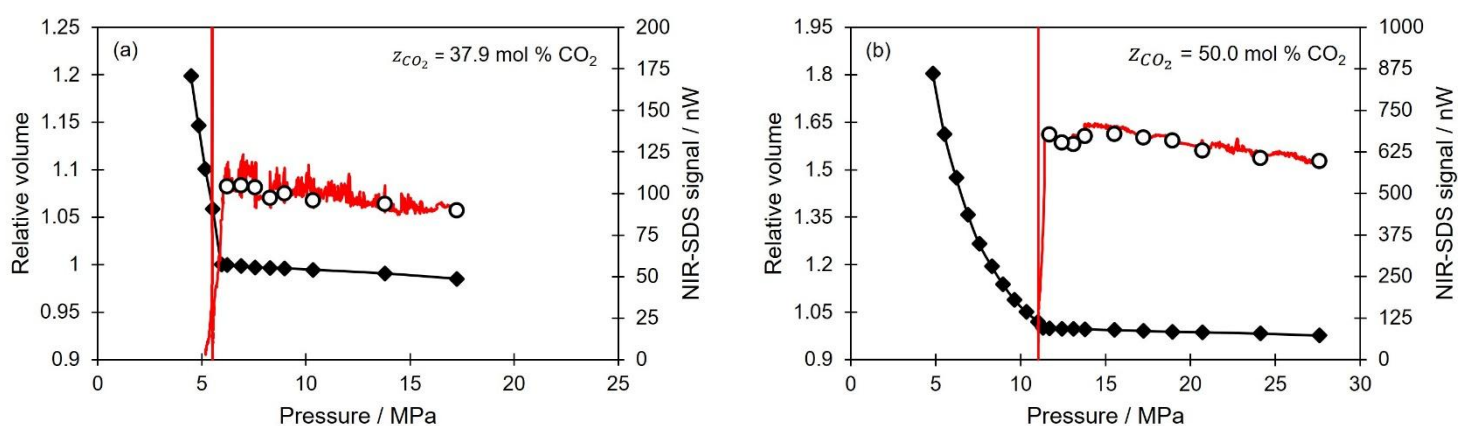 (a)
z_CO₂ = 37.9 mol % CO₂
Relative volume
1.25
1.2
1.15
1.1
1.05
1
0.95
0.9
0 5 10 15 20 25
Pressure / MPa
200
175
150
125
100
75
50
25
0
NIR-SDS signal / nW
(b)
z_CO₂ = 50.0 mol % CO₂
Relative volume
1.95
1.8
1.65
1.5
1.35
1.2
1.05
0.9
0 5 10 15 20 25 30
Pressure / MPa
1000
875
750
625
500
375
250
125
0
NIR-SDS signal / nW